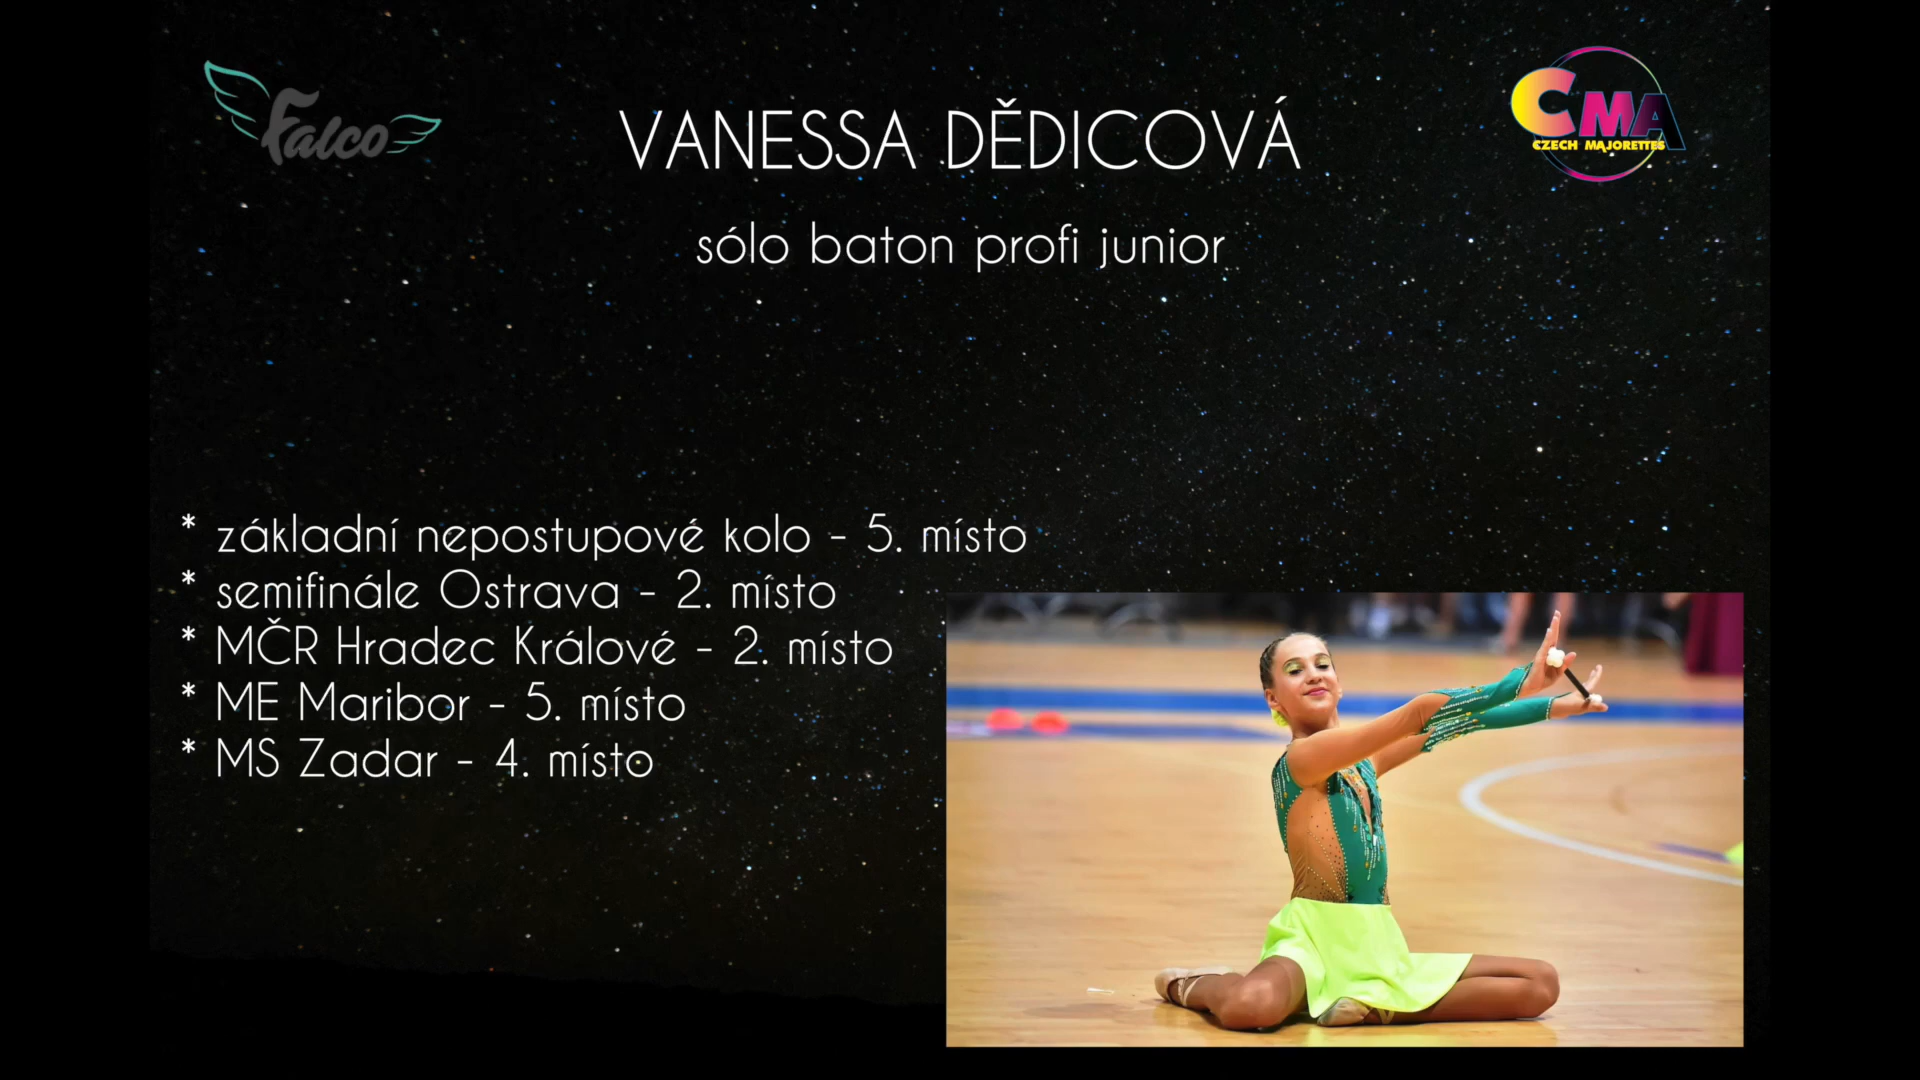 Falco
CMA
CZECH MAJORETTES
VANESSA DĚDICOVÁ
sólo baton profi junior
* základní nepostupové kolo - 5. místo
* semifinále Ostrava - 2. místo
* MČR Hradec Králové - 2. místo
* ME Maribor - 5. místo
* MS Zadar - 4. místo